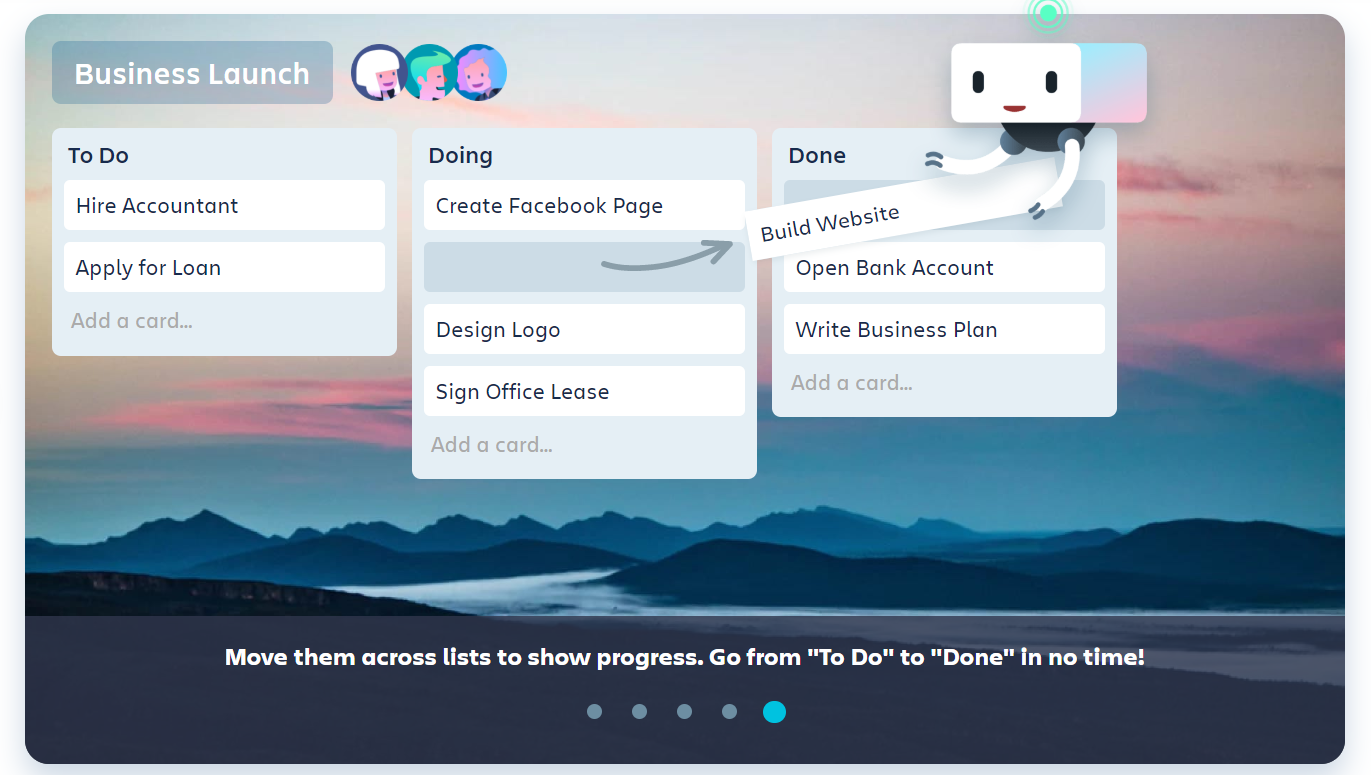 Business Launch
To Do
Hire Accountant
Apply for Loan
Add a card...
Doing
Create Facebook Page
Design Logo
Sign Office Lease
Add a card...
Done
Build Website
Open Bank Account
Write Business Plan
Add a card...
Move them across lists to show progress. Go from "To Do" to "Done" in no time!